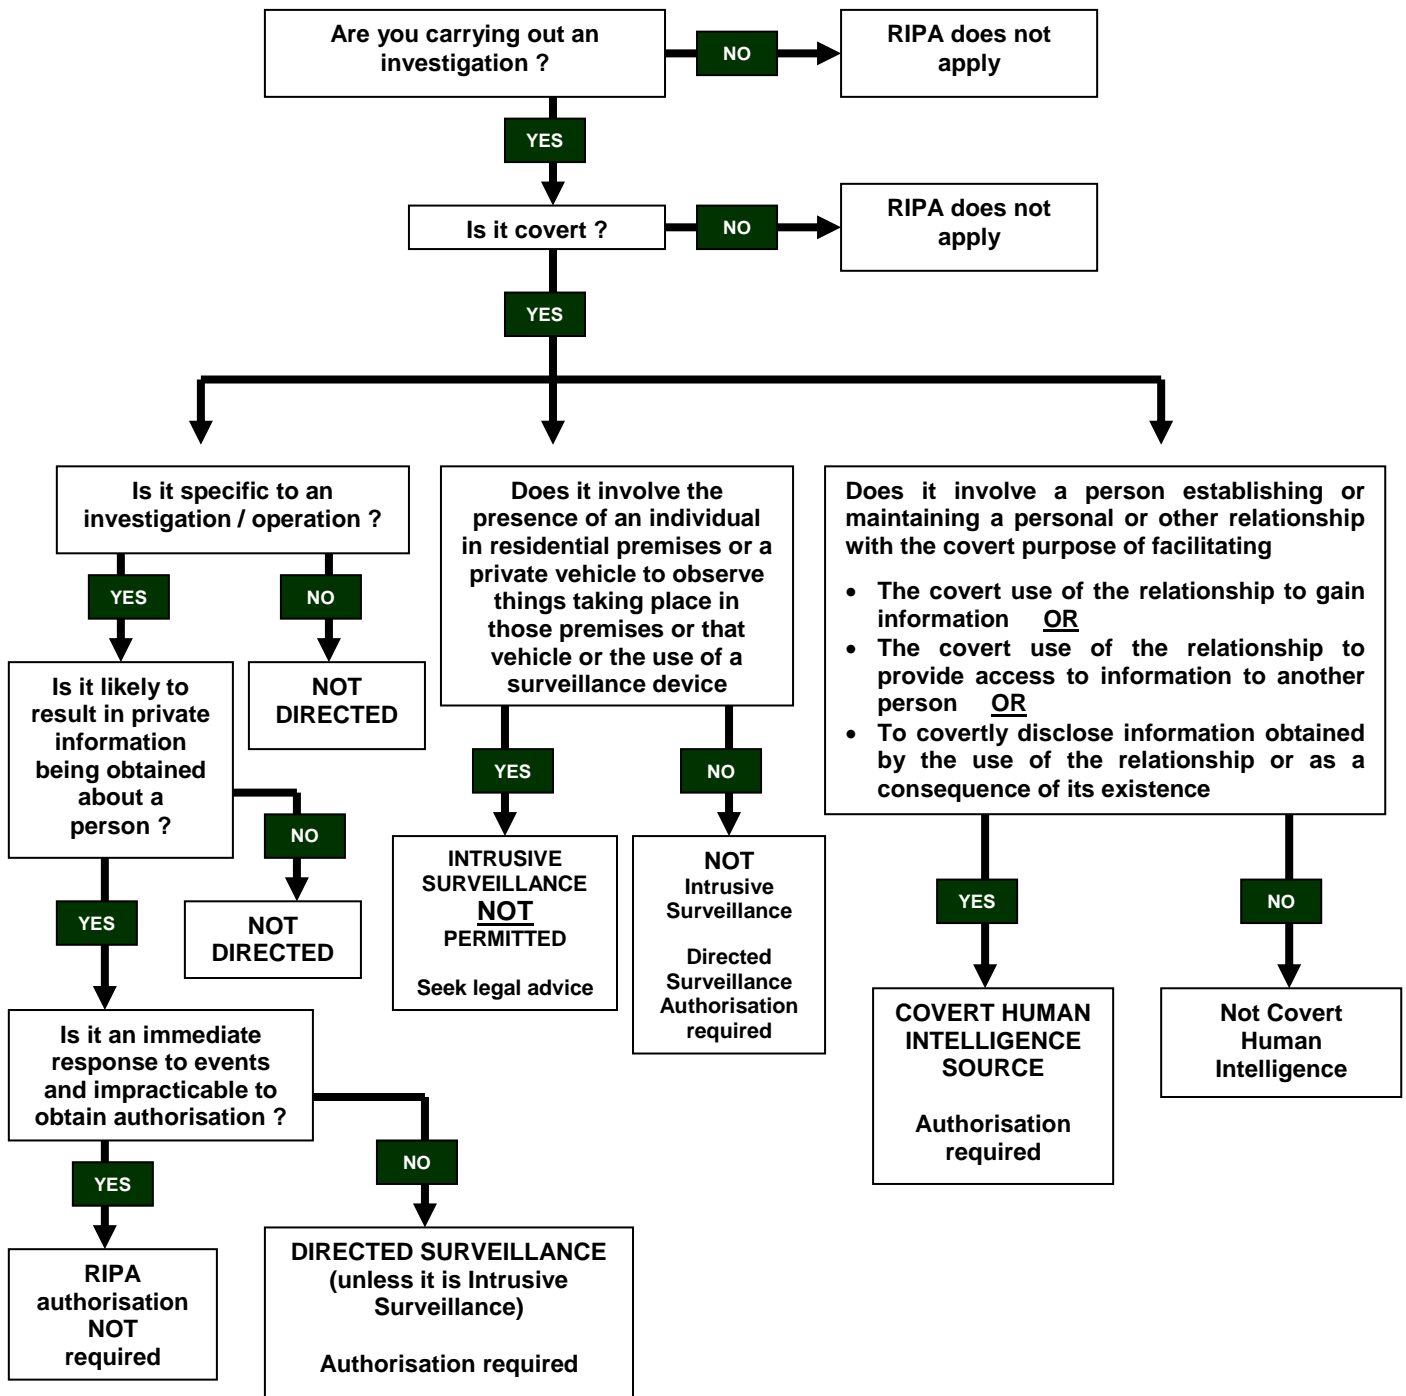 Are you carrying out an
investigation ?
NO
RIPA does not
apply
YES
Is it covert ?
NO
RIPA does not
apply
YES
Is it specific to an
investigation / operation ?
YES
NO
NOT
DIRECTED
Is it likely to
result in private
information
being obtained
about a
person ?
NO
NOT
DIRECTED
YES
Is it an immediate
response to events
and impracticable to
obtain authorisation ?
YES
NO
RIPA
authorisation
NOT
required
DIRECTED SURVEILLANCE
(unless it is Intrusive
Surveillance)
Authorisation required
Does it involve the
presence of an individual
in residential premises or a
private vehicle to observe
things taking place in
those premises or that
vehicle or the use of a
surveillance device
YES
NO
INTRUSIVE
SURVEILLANCE
NOT
PERMITTED
Seek legal advice
NOT
Intrusive
Surveillance
Directed
Surveillance
Authorisation
required
Does it involve a person establishing or
maintaining a personal or other relationship
with the covert purpose of facilitating
• The covert use of the relationship to gain
information OR
• The covert use of the relationship to
provide access to information to another
person OR
• To covertly disclose information obtained
by the use of the relationship or as a
consequence of its existence
YES
NO
COVERT HUMAN
INTELLIGENCE
SOURCE
Authorisation
required
Not Covert
Human
Intelligence